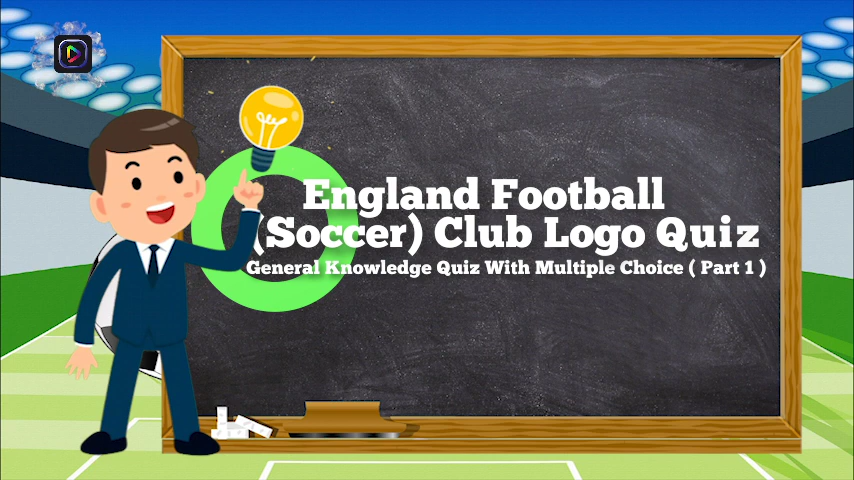 England Football
(Soccer) Club Logo Quiz
General Knowledge Quiz With Multiple Choice ( Part 1 )